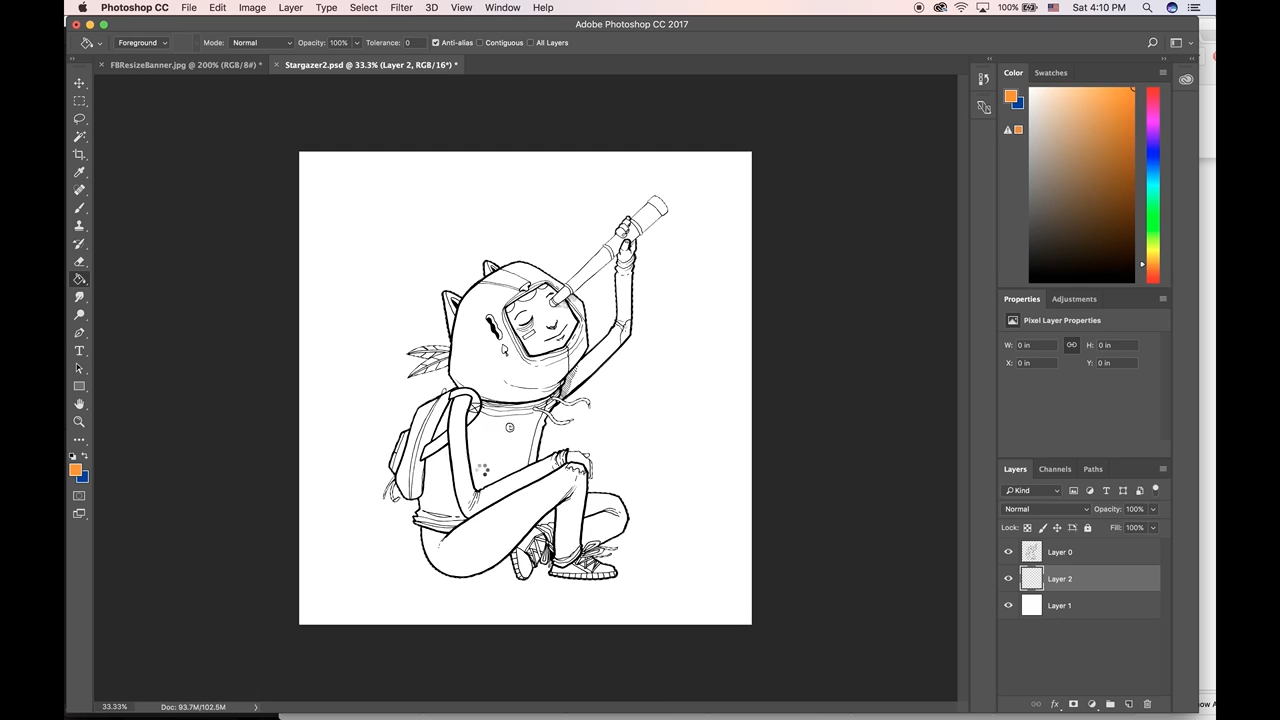 Photoshop CC File Edit Image Layer Type Select Filter 3D View Window Help 100% Sat 4:10 PM
Adobe Photoshop CC 2017
Foreground Mode: Normal Opacity: 100% Tolerance: 0 Anti-alias Contiguous All Layers
FBResizeBanner.jpg @ 200% (RGB/8#) * Stargazer2.psd @ 33.3% (Layer 2, RGB/16*) *
Color Swatches
Properties Adjustments
Pixel Layer Properties
W: 0 in H: 0 in
X: 0 in Y: 0 in
Layers Channels Paths
Kind
Normal Opacity: 100%
Lock: Fill: 100%
Layer 0
Layer 2
Layer 1
33.33% Doc: 93.7M/102.5M